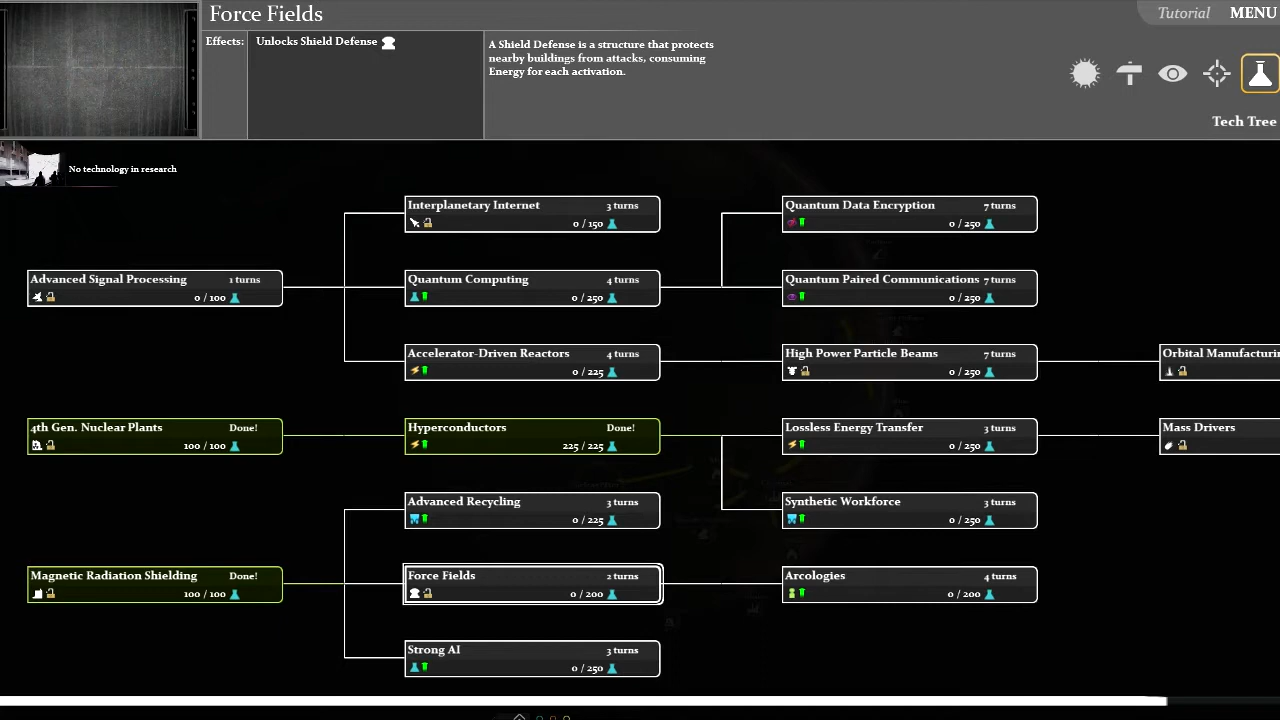 Force Fields
Tutorial MENU
Effects: Unlocks Shield Defense
A Shield Defense is a structure that protects
nearby buildings from attacks, consuming
Energy for each activation.
Tech Tree
No technology in research
Interplanetary Internet 3 turns
0 / 150
Quantum Data Encryption 7 turns
0 / 250
Advanced Signal Processing 1 turns
0 / 100
Quantum Computing 4 turns
0 / 250
Quantum Paired Communications 7 turns
0 / 250
Accelerator-Driven Reactors 4 turns
0 / 225
High Power Particle Beams 7 turns
0 / 250
Orbital Manufacturin
4th Gen. Nuclear Plants Done!
100 / 100
Hyperconductors Done!
225 / 225
Lossless Energy Transfer 3 turns
0 / 250
Mass Drivers
Advanced Recycling 3 turns
0 / 225
Synthetic Workforce 3 turns
0 / 250
Magnetic Radiation Shielding Done!
100 / 100
Force Fields 2 turns
0 / 200
Arcologies 4 turns
0 / 200
Strong AI 3 turns
0 / 250